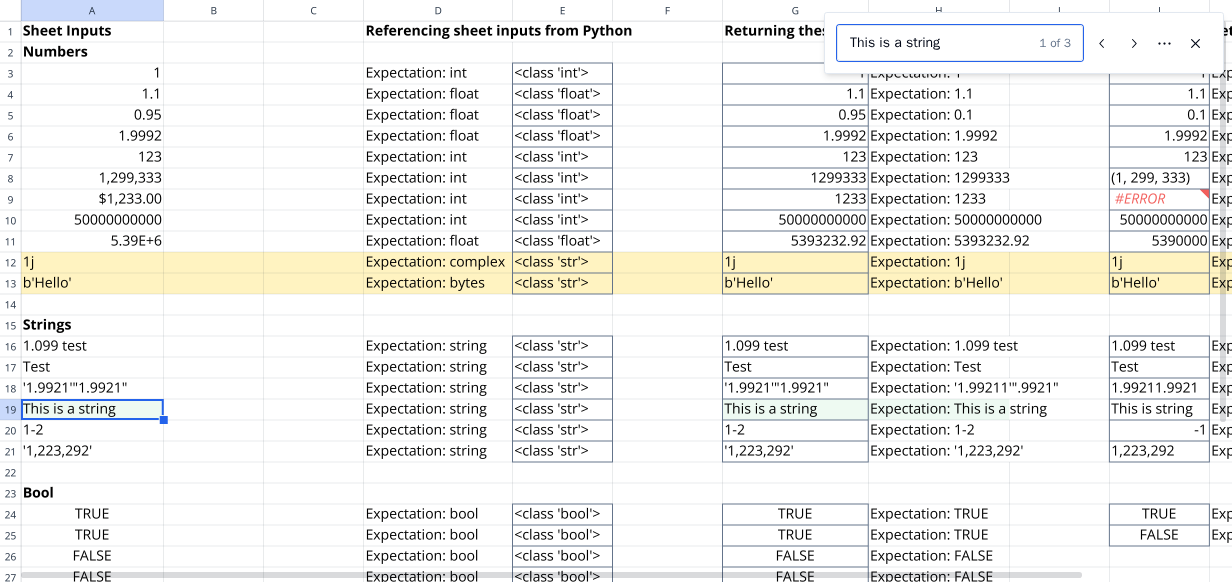 A B C D E F G H I J
1 Sheet Inputs Referencing sheet inputs from Python Returning thes
This is a string 1 of 3
2 Numbers
3 1 Expectation: int <class 'int'> 1 Expectation: 1 1 Exp
4 1.1 Expectation: float <class 'float'> 1.1 Expectation: 1.1 1.1 Exp
5 0.95 Expectation: float <class 'float'> 0.95 Expectation: 0.1 0.1 Exp
6 1.9992 Expectation: float <class 'float'> 1.9992 Expectation: 1.9992 1.9992 Exp
7 123 Expectation: int <class 'int'> 123 Expectation: 123 123 Exp
8 1,299,333 Expectation: int <class 'int'> 1299333 Expectation: 1299333 (1, 299, 333) Exp
9 $1,233.00 Expectation: int <class 'int'> 1233 Expectation: 1233 #ERROR Exp
10 50000000000 Expectation: int <class 'int'> 50000000000 Expectation: 50000000000 50000000000 Exp
11 5.39E+6 Expectation: float <class 'float'> 5393232.92 Expectation: 5393232.92 5390000 Exp
12 1j Expectation: complex <class 'str'> 1j Expectation: 1j 1j Exp
13 b'Hello' Expectation: bytes <class 'str'> b'Hello' Expectation: b'Hello' b'Hello' Exp
14
15 Strings
16 1.099 test Expectation: string <class 'str'> 1.099 test Expectation: 1.099 test 1.099 test Exp
17 Test Expectation: string <class 'str'> Test Expectation: Test Test Exp
18 '1.9921'"1.9921" Expectation: string <class 'str'> '1.9921'"1.9921" Expectation: '1.99211'".9921" 1.99211.9921 Exp
19 This is a string Expectation: string <class 'str'> This is a string Expectation: This is a string This is a string Exp
20 1-2 Expectation: string <class 'str'> 1-2 Expectation: 1-2 -1 Exp
21 '1,223,292' Expectation: string <class 'str'> '1,223,292' Expectation: '1,223,292' 1,223,292 Exp
22
23 Bool
24 TRUE Expectation: bool <class 'bool'> TRUE Expectation: TRUE TRUE Exp
25 TRUE Expectation: bool <class 'bool'> TRUE Expectation: TRUE FALSE Exp
26 FALSE Expectation: bool <class 'bool'> FALSE Expectation: FALSE
27 FALSE Expectation: bool <class 'bool'> FALSE Expectation: FALSE